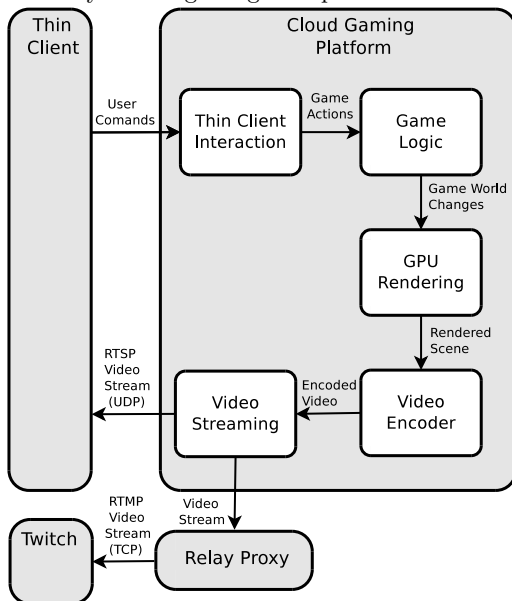 Thin
Client
Cloud Gaming
Platform
User
Comands
Thin Client
Interaction
Game
Actions
Game
Logic
Game World
Changes
GPU
Rendering
Rendered
Scene
RTSP
Video
Stream
(UDP)
Video
Streaming
Encoded
Video
Video
Encoder
Video
Stream
RTMP
Video
Stream
(TCP)
Twitch
Relay Proxy